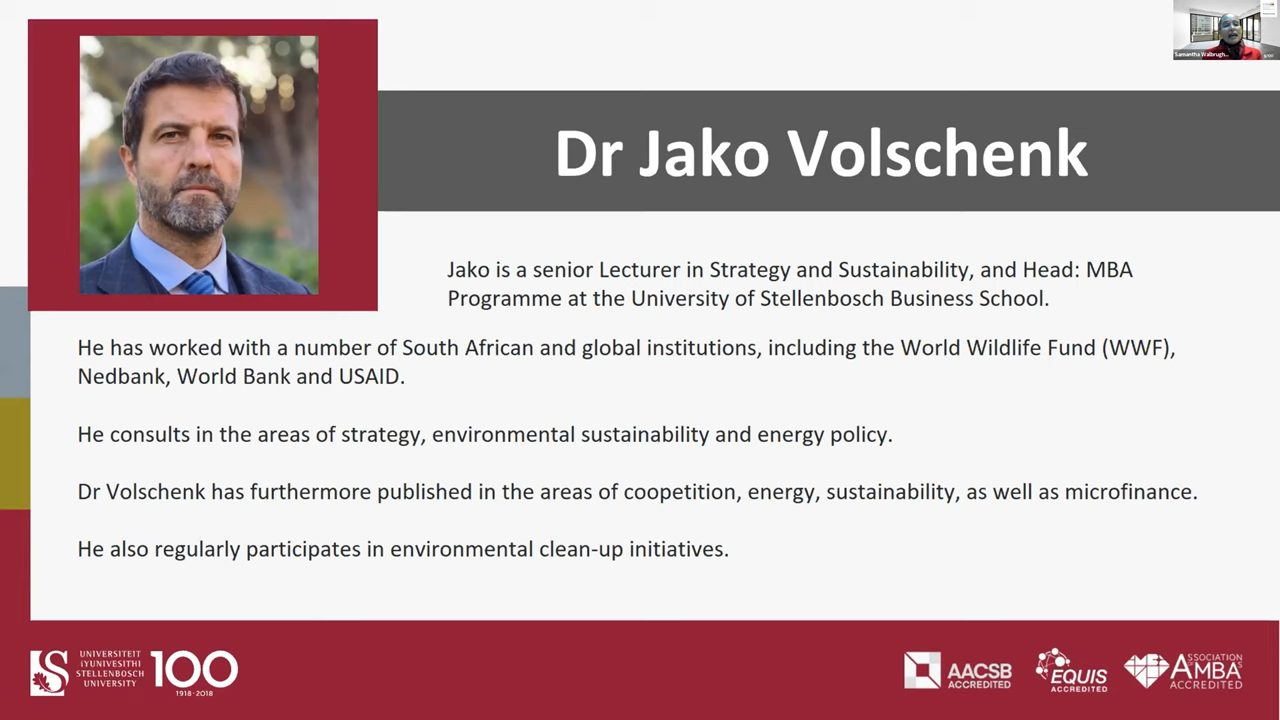 Samantha Walbrugh...
Dr Jako Volschenk
Jako is a senior Lecturer in Strategy and Sustainability, and Head: MBA
Programme at the University of Stellenbosch Business School.
He has worked with a number of South African and global institutions, including the World Wildlife Fund (WWF),
Nedbank, World Bank and USAID.
He consults in the areas of strategy, environmental sustainability and energy policy.
Dr Volschenk has furthermore published in the areas of coopetition, energy, sustainability, as well as microfinance.
He also regularly participates in environmental clean-up initiatives.
UNIVERSITEIT
iYUNIVESITHI
STELLENBOSCH
UNIVERSITY
100
1918·2018
AACSB
ACCREDITED
EQUIS
ACCREDITED
ASSOCIATION
AMBA
ACCREDITED